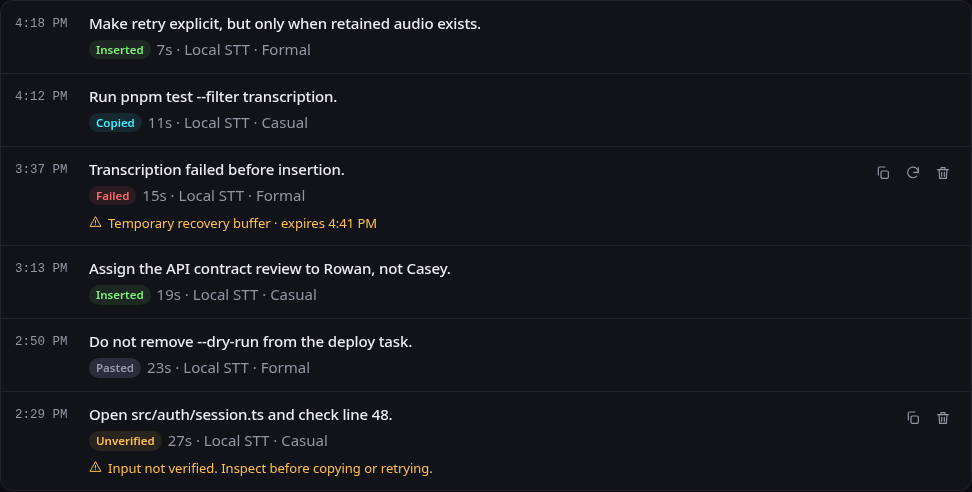 4:18 PM Make retry explicit, but only when retained audio exists.
Inserted 7s · Local STT · Formal
4:12 PM Run pnpm test --filter transcription.
Copied 11s · Local STT · Casual
3:37 PM Transcription failed before insertion.
Failed 15s · Local STT · Formal
Temporary recovery buffer · expires 4:41 PM
3:13 PM Assign the API contract review to Rowan, not Casey.
Inserted 19s · Local STT · Casual
2:50 PM Do not remove --dry-run from the deploy task.
Pasted 23s · Local STT · Formal
2:29 PM Open src/auth/session.ts and check line 48.
Unverified 27s · Local STT · Casual
Input not verified. Inspect before copying or retrying.